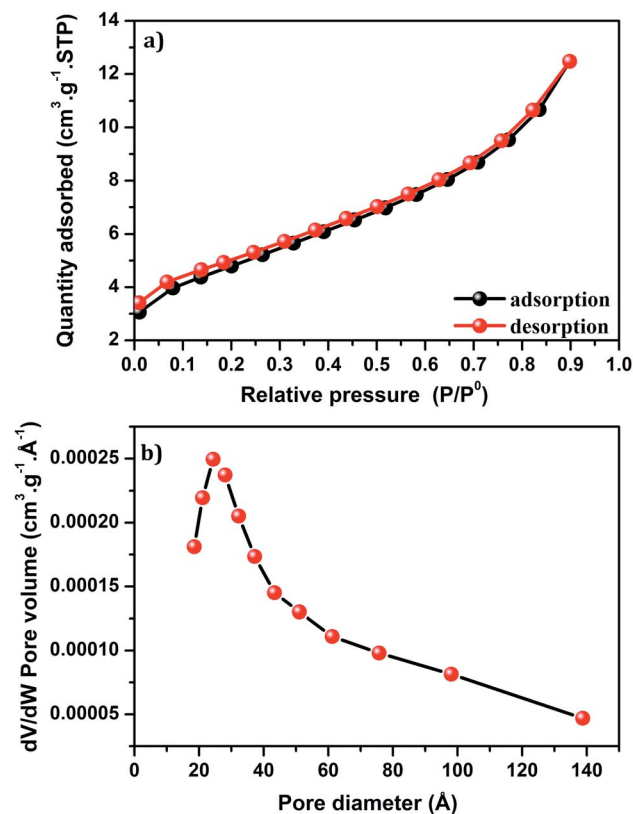 a)
Quantity adsorbed (cm³.g⁻¹.STP)
14
12
10
8
6
4
2
adsorption
desorption
0.0 0.1 0.2 0.3 0.4 0.5 0.6 0.7 0.8 0.9 1.0
Relative pressure (P/P⁰)
b)
dV/dW Pore volume (cm³.g⁻¹.Å⁻¹)
0.00025
0.00020
0.00015
0.00010
0.00005
0 20 40 60 80 100 120 140
Pore diameter (Å)